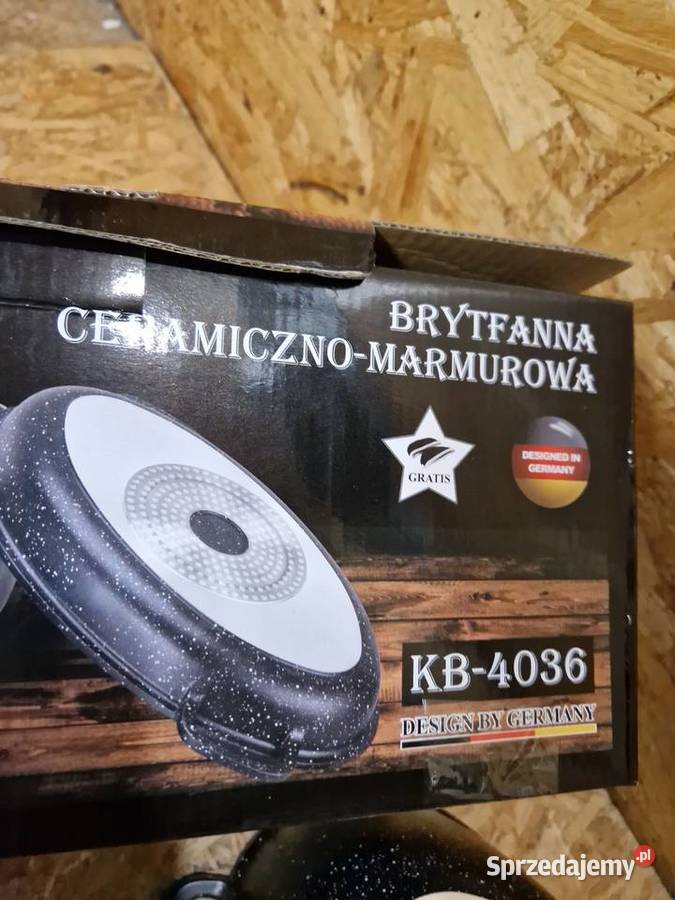 BRYTFANNA
CERAMICZNO-MARMUROWA
GRATIS
DESIGNED IN
GERMANY
KB-4036
DESIGN BY GERMANY
Sprzedajemy.pl